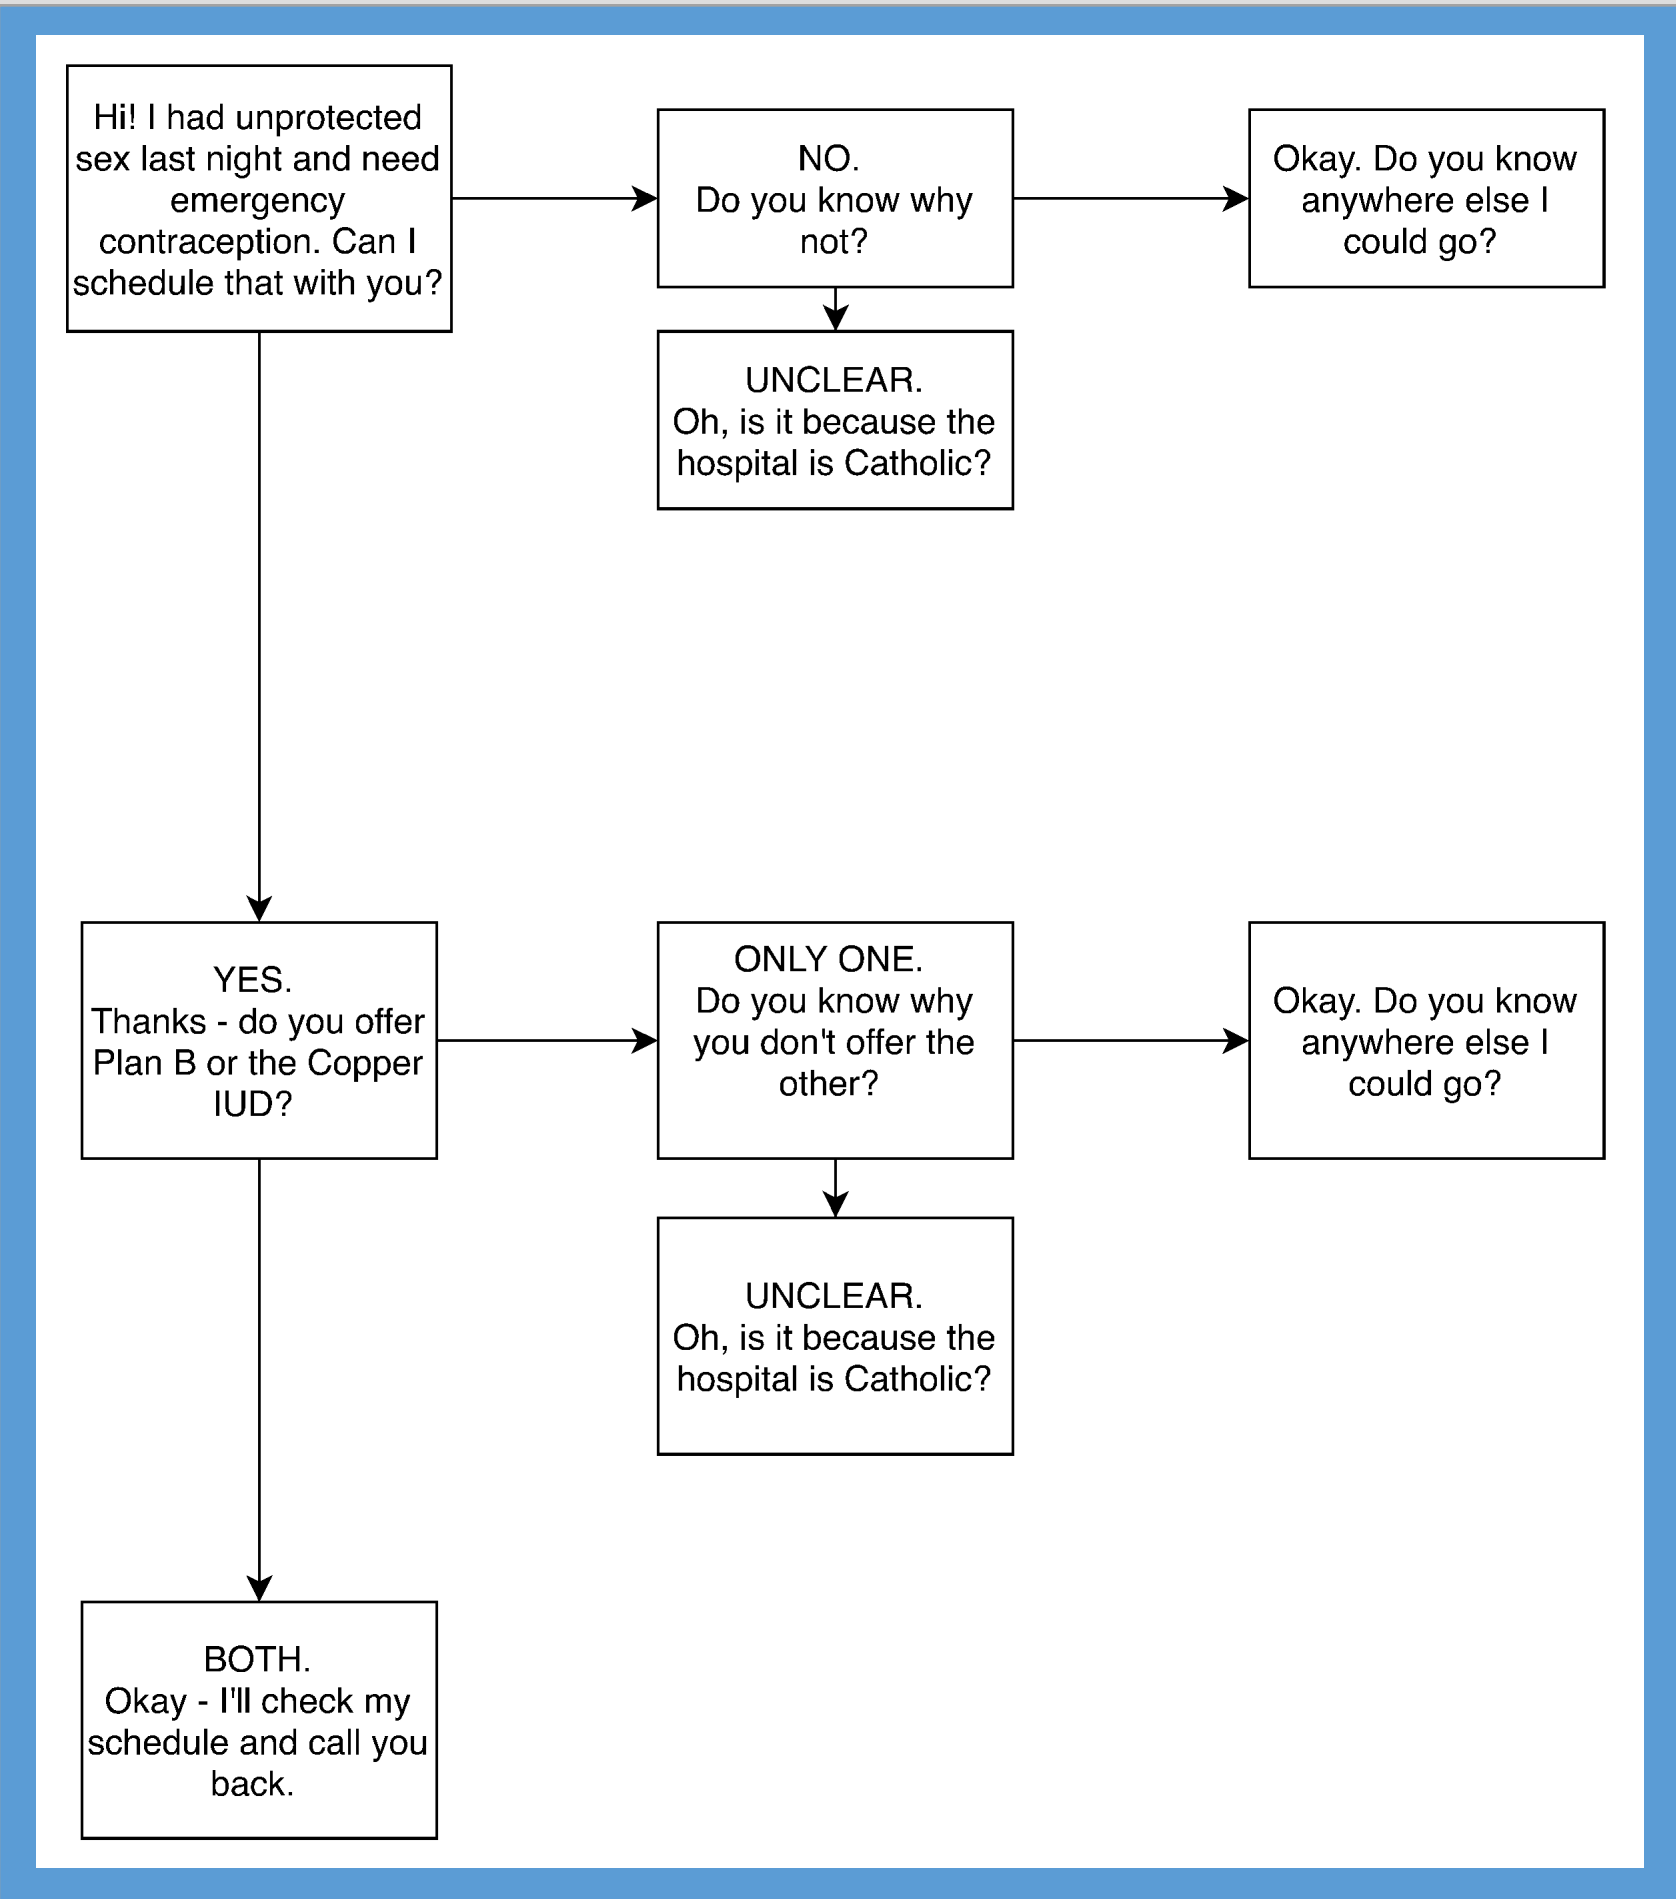 Hi! I had unprotected
sex last night and need
emergency
contraception. Can I
schedule that with you?
NO.
Do you know why
not?
Okay. Do you know
anywhere else I
could go?
UNCLEAR.
Oh, is it because the
hospital is Catholic?
YES.
Thanks - do you offer
Plan B or the Copper
IUD?
ONLY ONE.
Do you know why
you don't offer the
other?
Okay. Do you know
anywhere else I
could go?
UNCLEAR.
Oh, is it because the
hospital is Catholic?
BOTH.
Okay - I'll check my
schedule and call you
back.